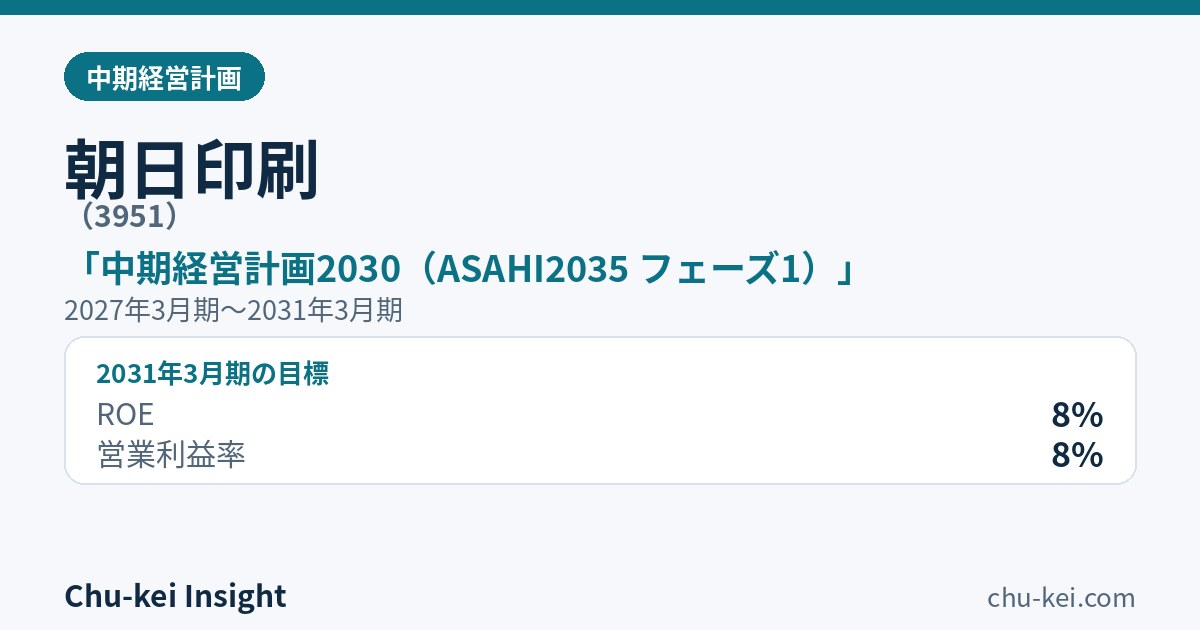 中期経営計画
朝日印刷
（3951）
「中期経営計画2030（ASAHI2035 フェーズ1）」
2027年3月期～2031年3月期
2031年3月期の目標
ROE 8%
営業利益率 8%
Chu-kei Insight
chu-kei.com